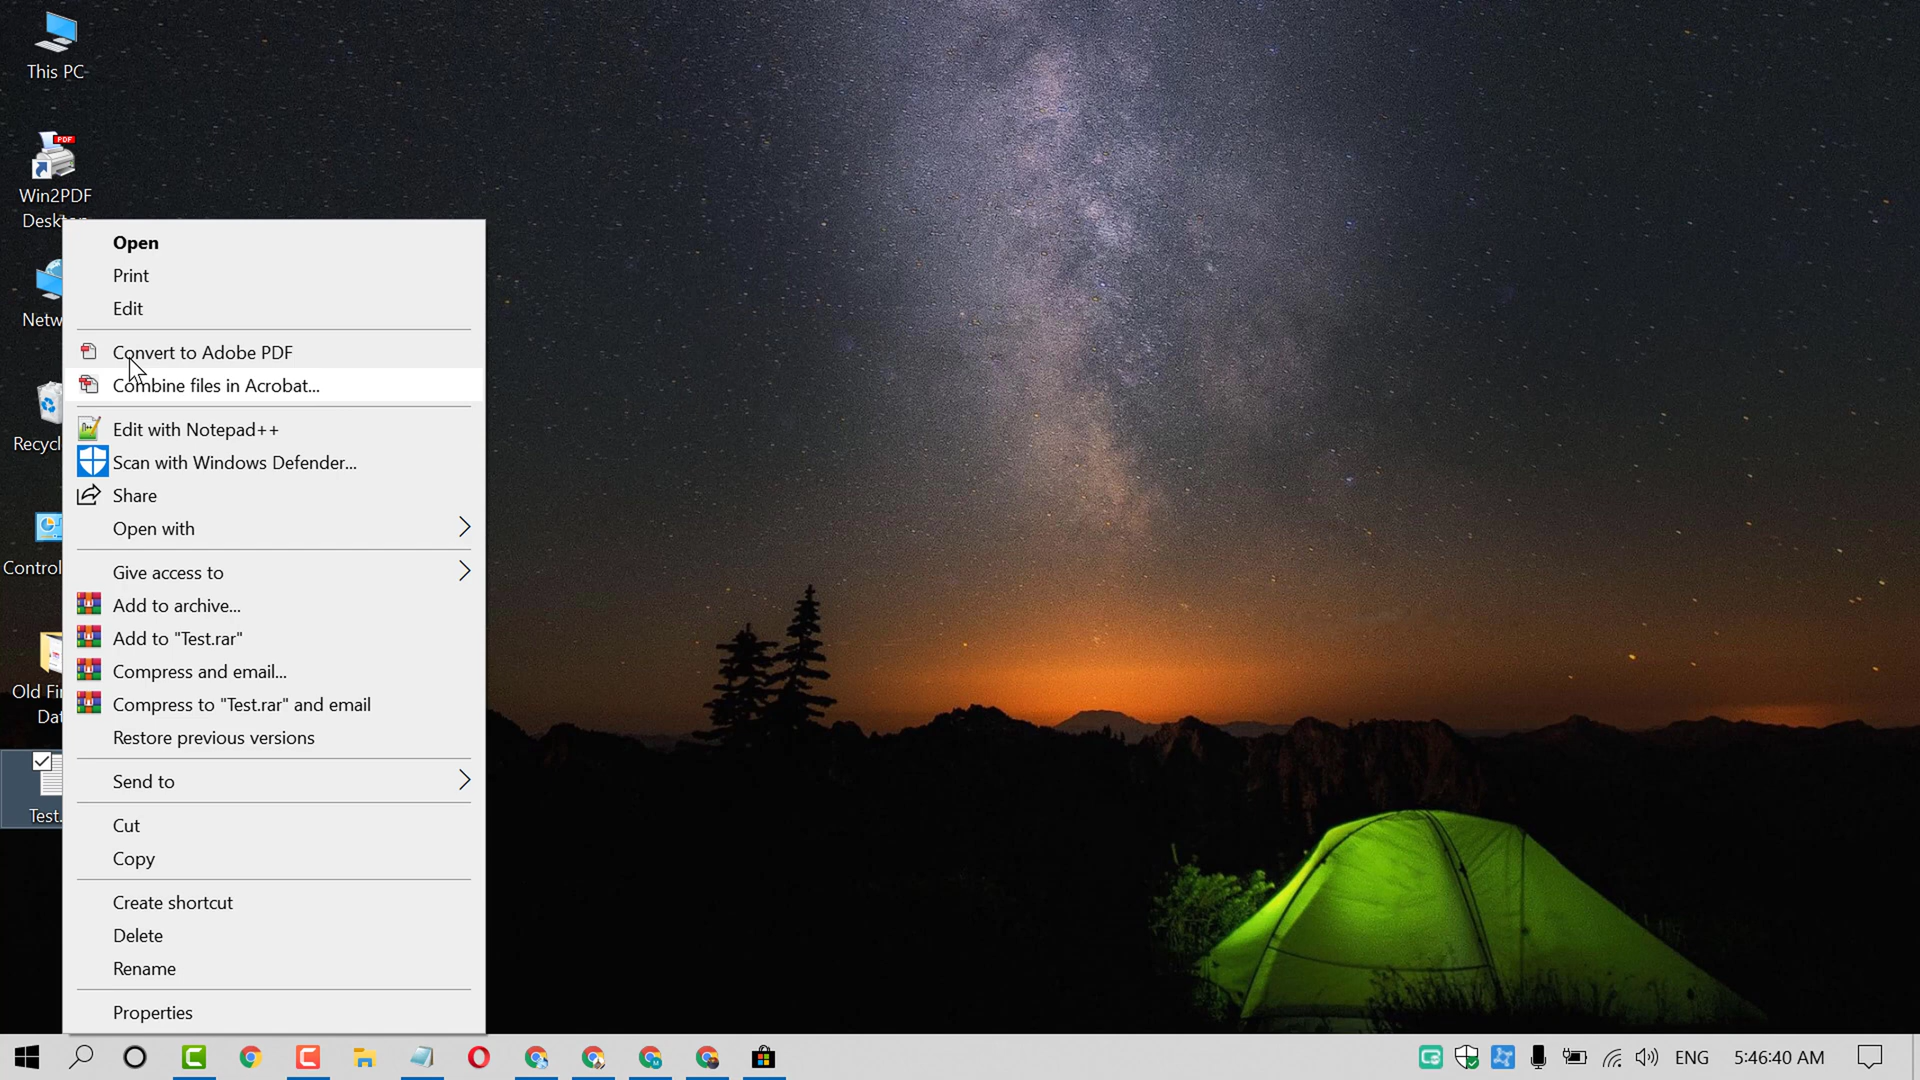 This PC
PDF
Win2PDF
Desktop
Open
Print
Edit
Netw
Convert to Adobe PDF
Combine files in Acrobat...
Recycl
Edit with Notepad++
Scan with Windows Defender...
Share
Open with
Control
Give access to
Add to archive...
Add to "Test.rar"
Compress and email...
Compress to "Test.rar" and email
Restore previous versions
Old Fi
Dat
Send to
Test.
Cut
Copy
Create shortcut
Delete
Rename
Properties
ENG
5:46:40 AM